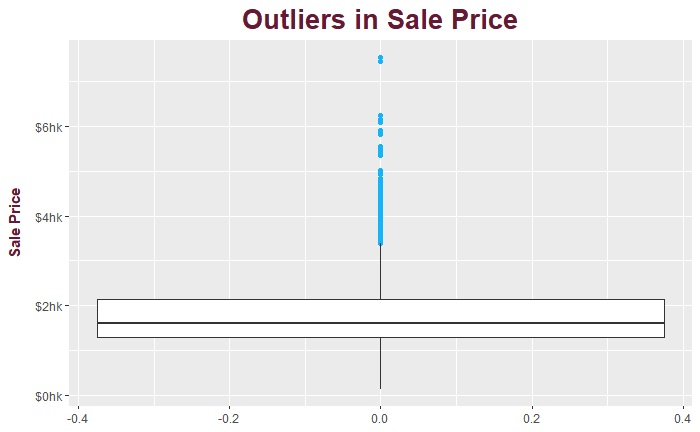 Outliers in Sale Price
Sale Price
$6hk
$4hk
$2hk
$0hk
-0.4 -0.2 0.0 0.2 0.4